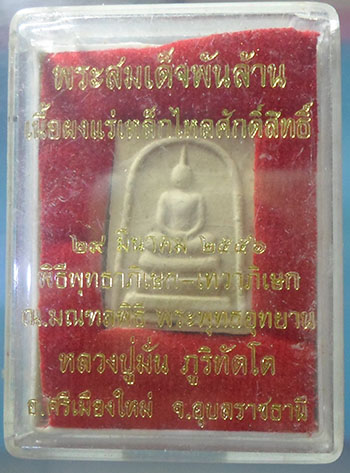 พระสมเด็จพันล้าน
เนื้อผงแร่เหล็กไหลศักดิ์สิทธิ์
๒๙ มีนาคม ๒๕๕๖
พิธีพุทธาภิเษก-เทวาภิเษก
ณ.มณฑลพิธี พระพุทธอุทยาน
หลวงปู่มั่น ภูริทัตโต
อ.ศรีเมืองใหม่ จ.อุบลราชธานี